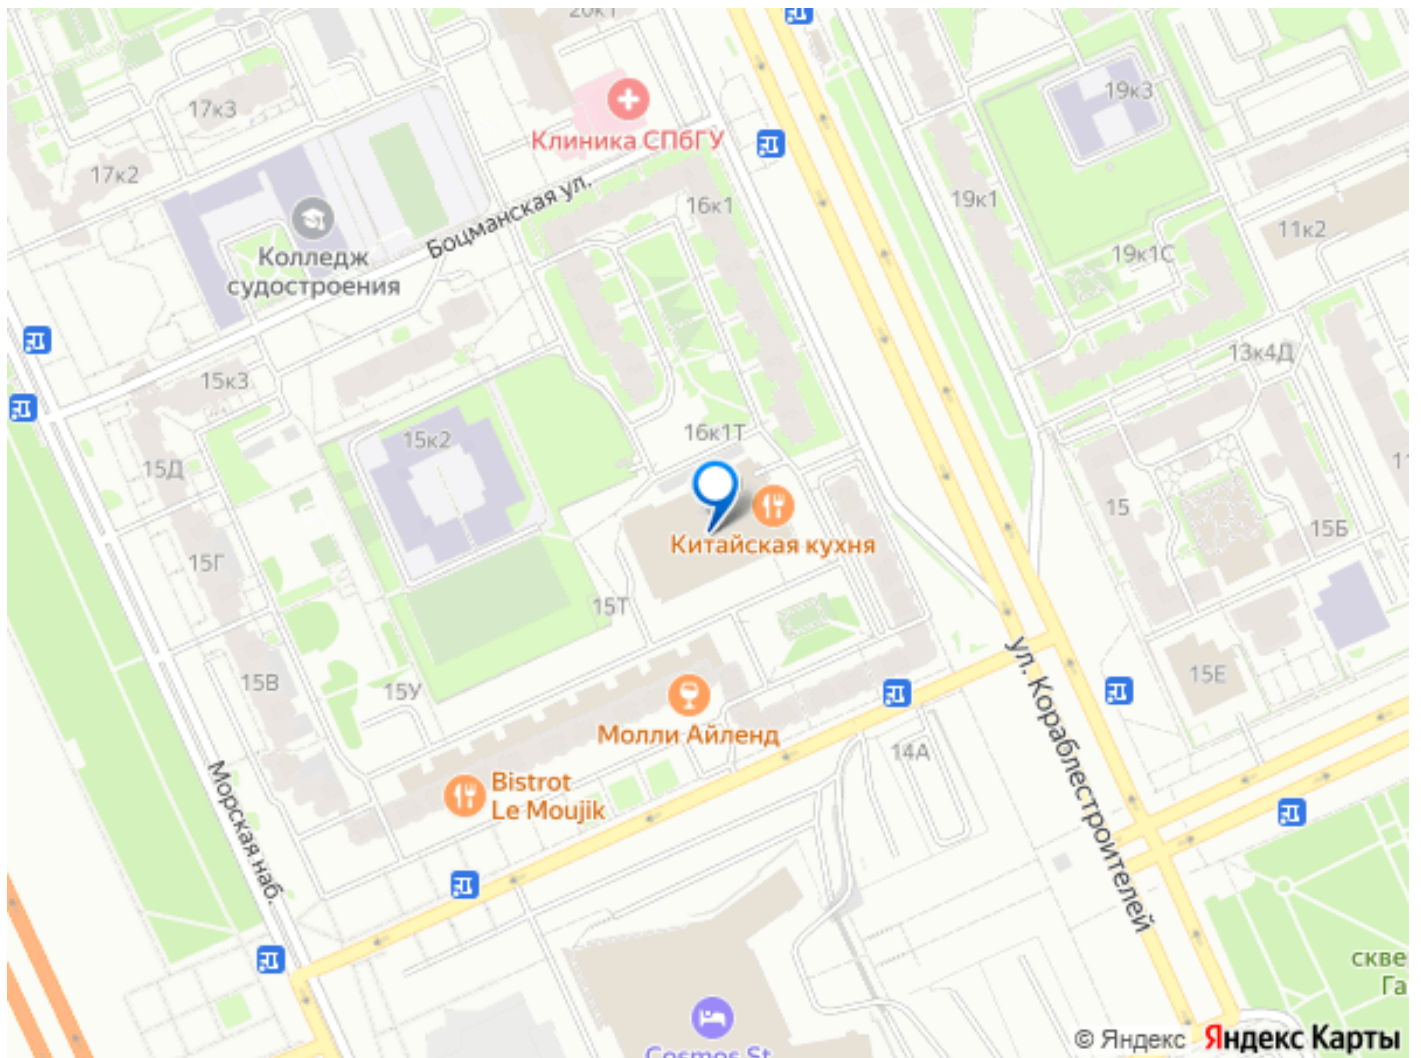 20к1
17к3
19к3
Клиника СПбГУ
17к2
Боцманская ул.
16к1
19к1
11к2
Колледж
судостроения
19к1С
13к4Д
15к3
15к2
16к1Т
15Д
15
15Б
Китайская кухня
15Г
15Т
15В
15У
15Е
Молли Айленд
ул. Кораблестроителей
14А
Bistrot
Le Moujik
Морская наб.
скве
Га
Cosmos St
© Яндекс Яндекс Карты